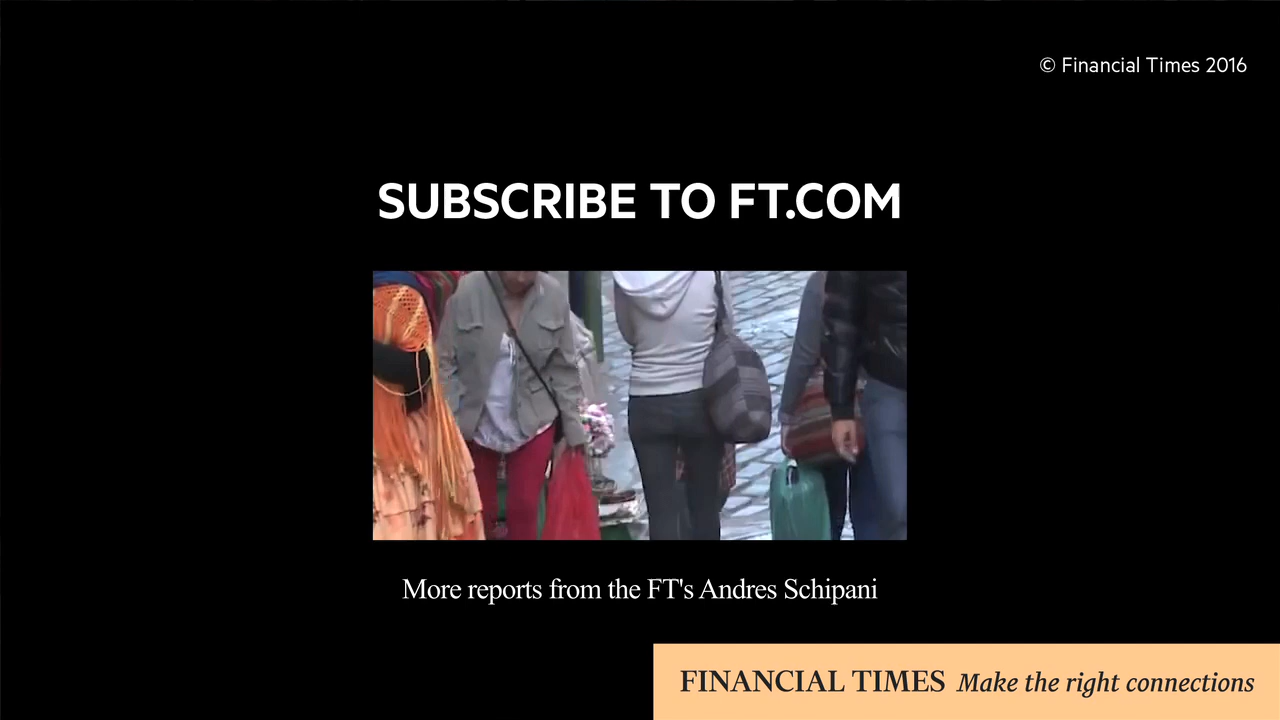 © Financial Times 2016
SUBSCRIBE TO FT.COM
More reports from the FT's Andres Schipani
FINANCIAL TIMES Make the right connections